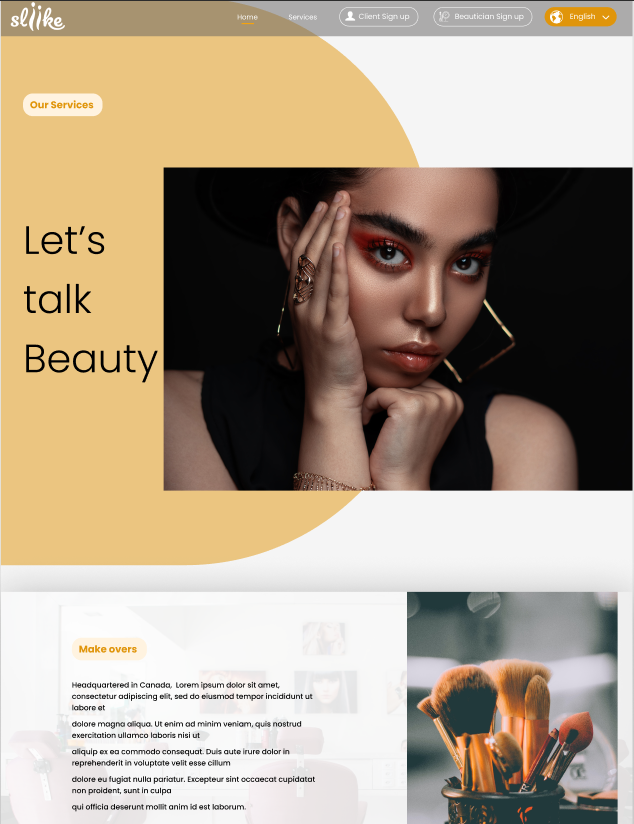 sliike
Home
Services
Client Sign up
Beautician Sign up
English
Our Services
Let's
talk
Beauty
Make overs
Headquartered in Canada,  Lorem ipsum dolor sit amet,
consectetur adipiscing elit, sed do eiusmod tempor incididunt ut
labore et
dolore magna aliqua. Ut enim ad minim veniam, quis nostrud
exercitation ullamco laboris nisi ut
aliquip ex ea commodo consequat. Duis aute irure dolor in
reprehenderit in voluptate velit esse cillum
dolore eu fugiat nulla pariatur. Excepteur sint occaecat cupidatat
non proident, sunt in culpa
qui officia deserunt mollit anim id est laborum.